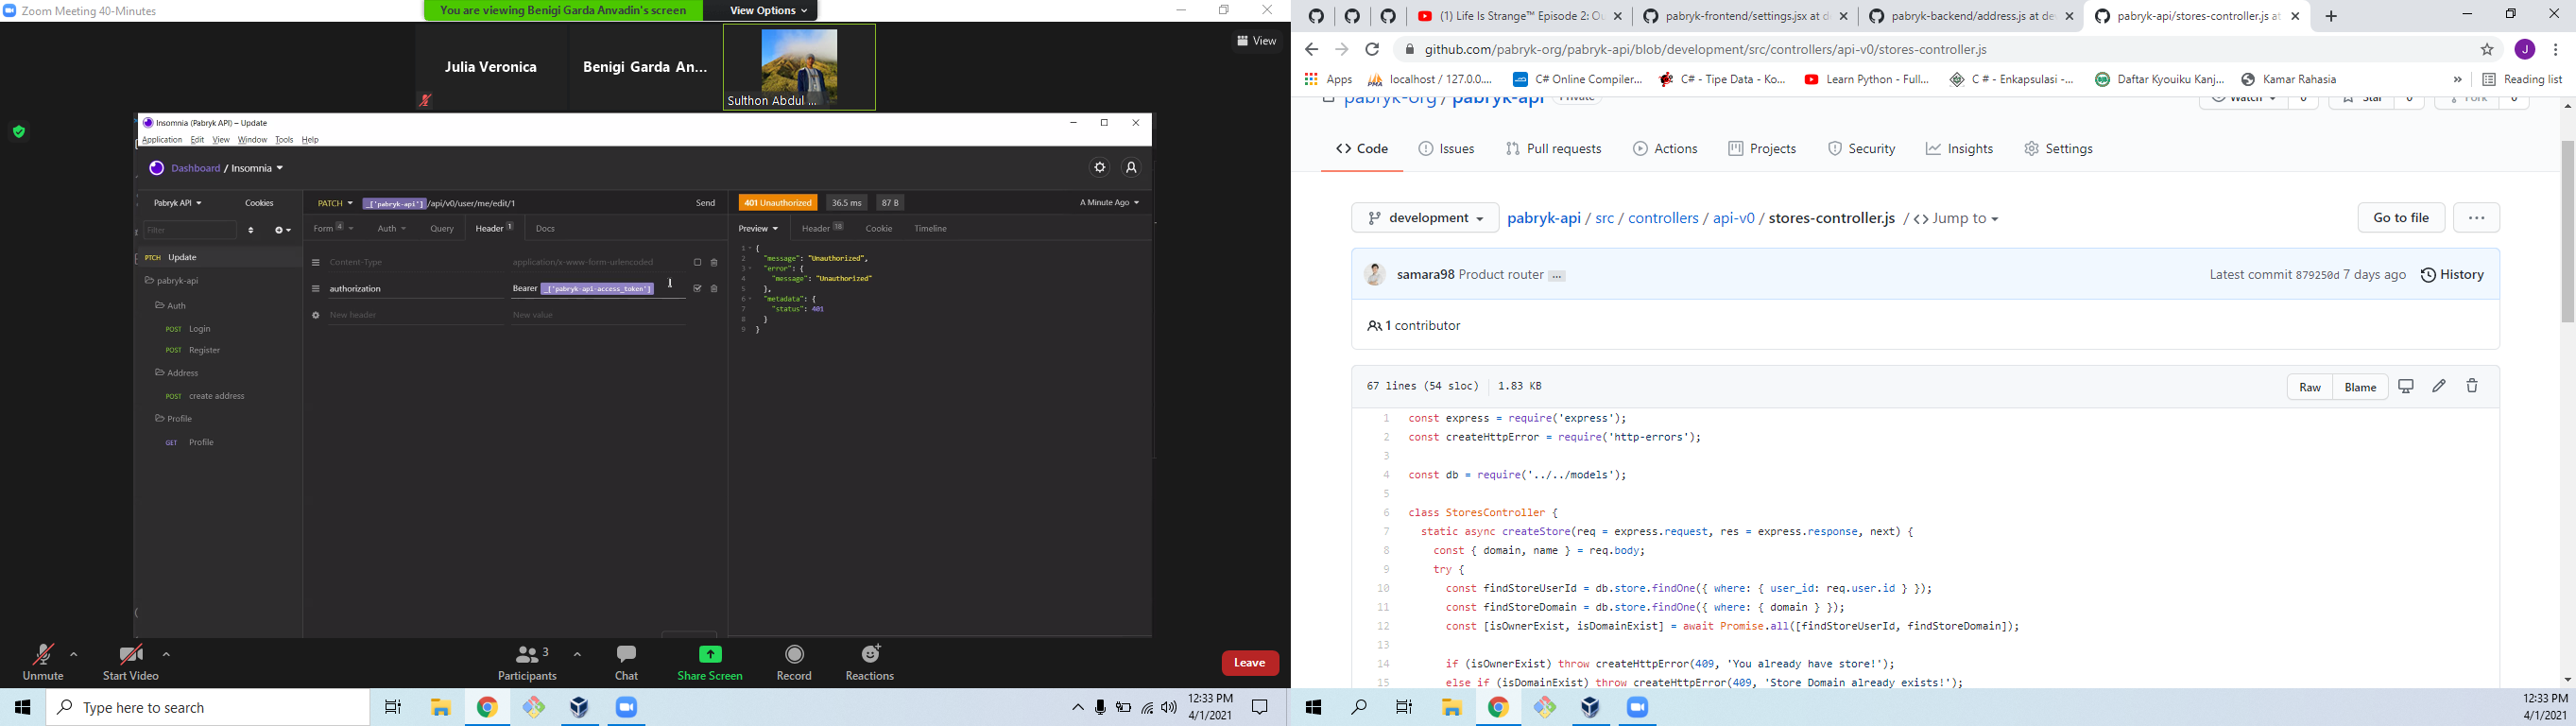 Zoom Meeting 40-Minutes
You are viewing Benigi Garda Anvadin's screen
View Options
View
Julia Veronica
Benigi Garda An...
Sulthon Abdul ...
Insomnia (Pabryk API) – Update
Application Edit View Window Tools Help
Dashboard / Insomnia
Pabryk API
Cookies
Filter
PTCH Update
pabryk-api
Auth
POST Login
POST Register
Address
POST create address
Profile
GET Profile
PATCH _['pabryk-api'] /api/v0/user/me/edit/1
Send
Form 4 Auth Query Header 1 Docs
Content-Type application/x-www-form-urlencoded
authorization Bearer _['pabryk-api-access_token']
New header New value
401 Unauthorized 36.5 ms 87 B
A Minute Ago
Preview Header 18 Cookie Timeline
1 {
2 "message": "Unauthorized",
3 "error": {
4 "message": "Unauthorized"
5 },
6 "metadata": {
7 "status": 401
8 }
9 }
Unmute
Start Video
Participants 3
Chat
Share Screen
Record
Reactions
Leave
Type here to search
12:33 PM
4/1/2021
(1) Life Is Strange™ Episode 2: Ou
pabryk-frontend/settings.jsx at d
pabryk-backend/address.js at de
pabryk-api/stores-controller.js at
github.com/pabryk-org/pabryk-api/blob/development/src/controllers/api-v0/stores-controller.js
J
Apps
localhost / 127.0.0....
C# Online Compiler...
C# - Tipe Data - Ko...
Learn Python - Full...
C # - Enkapsulasi -...
Daftar Kyouiku Kanj...
Kamar Rahasia
»
Reading list
pabryk-org / pabryk-api Private
Watch 0 Star 0 Fork 0
Code Issues Pull requests Actions Projects Security Insights Settings
development
pabryk-api / src / controllers / api-v0 / stores-controller.js / <> Jump to
Go to file
...
samara98 Product router ...
Latest commit 879250d 7 days ago
History
1 contributor
67 lines (54 sloc) 1.83 KB
Raw Blame
1 const express = require('express');
2 const createHttpError = require('http-errors');
3
4 const db = require('../../models');
5
6 class StoresController {
7 static async createStore(req = express.request, res = express.response, next) {
8 const { domain, name } = req.body;
9 try {
10 const findStoreUserId = db.store.findOne({ where: { user_id: req.user.id } });
11 const findStoreDomain = db.store.findOne({ where: { domain } });
12 const [isOwnerExist, isDomainExist] = await Promise.all([findStoreUserId, findStoreDomain]);
13
14 if (isOwnerExist) throw createHttpError(409, 'You already have store!');
15 else if (isDomainExist) throw createHttpError(409, 'Store Domain already exists!');
12:33 PM
4/1/2021